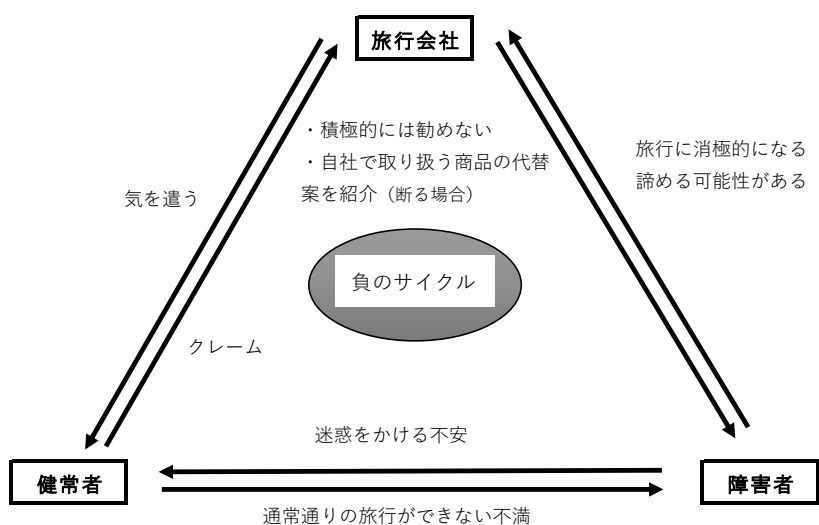 旅行会社
・積極的には勧めない
・自社で取り扱う商品の代替
案を紹介（断る場合）
旅行に消極的になる
諦める可能性がある
気を遣う
負のサイクル
クレーム
迷惑をかける不安
健常者
障害者
通常通りの旅行ができない不満